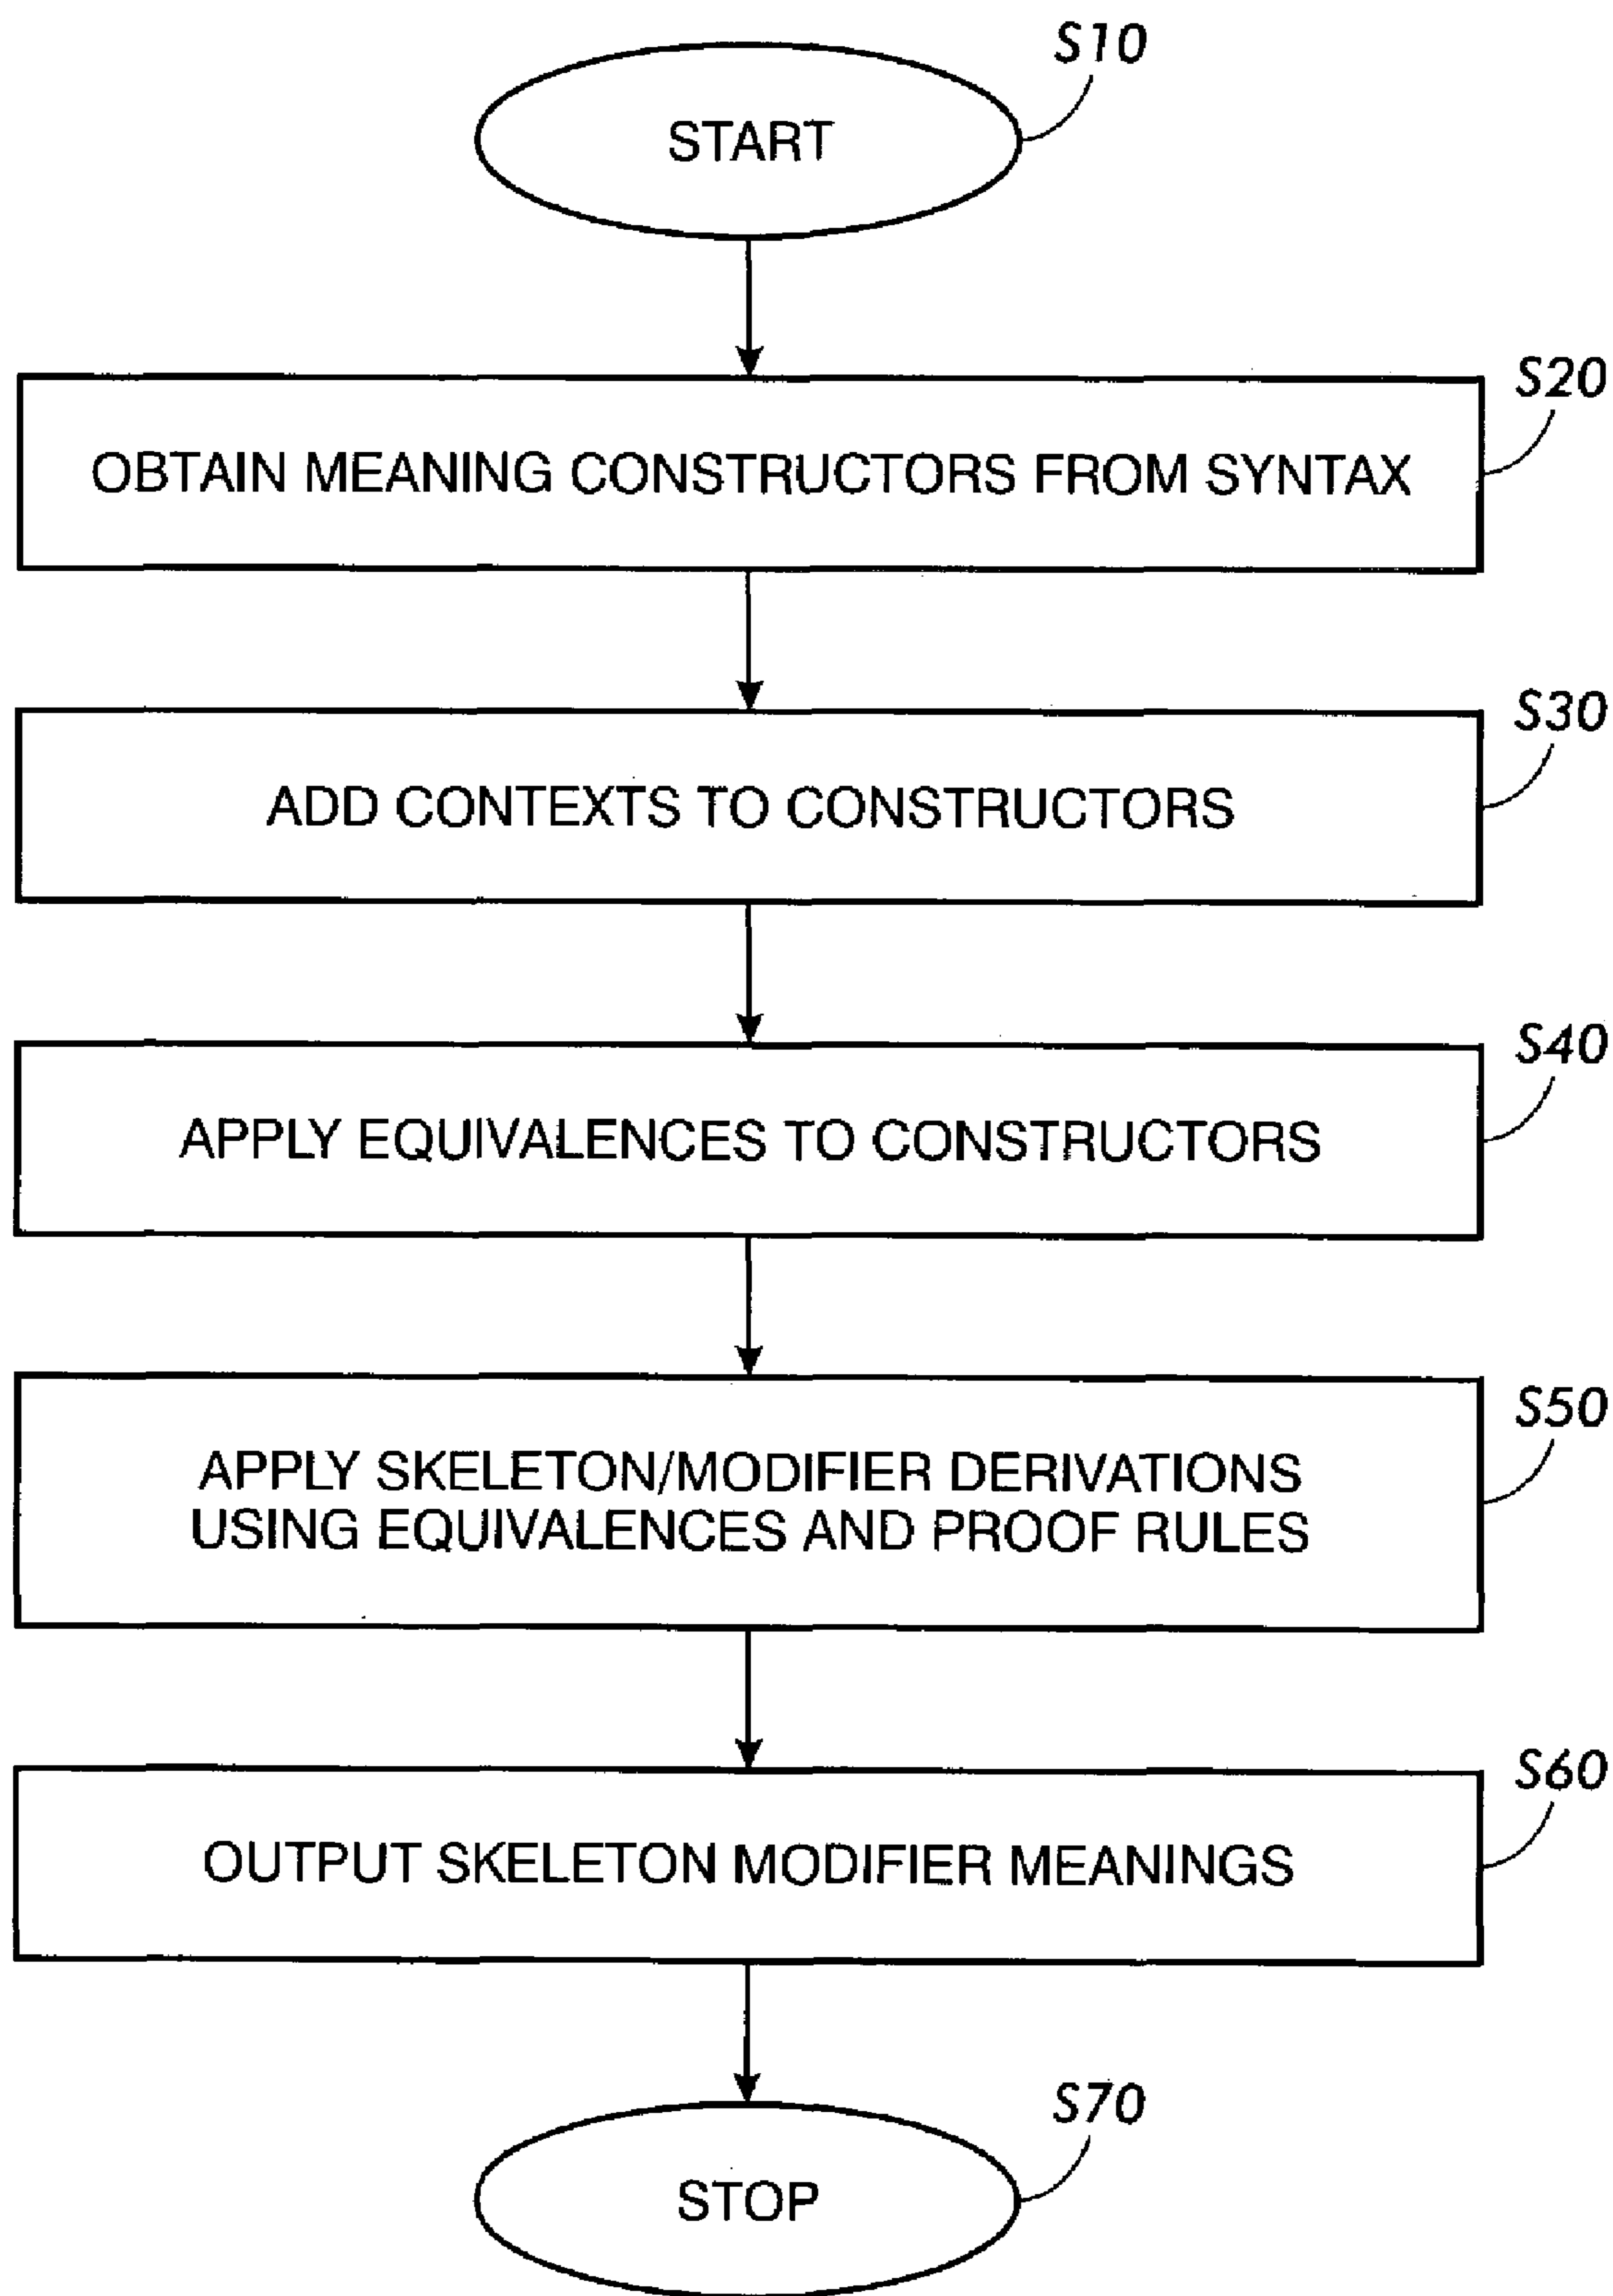 S10
START
S20
OBTAIN MEANING CONSTRUCTORS FROM SYNTAX
S30
ADD CONTEXTS TO CONSTRUCTORS
S40
APPLY EQUIVALENCES TO CONSTRUCTORS
S50
APPLY SKELETON/MODIFIER DERIVATIONS
USING EQUIVALENCES AND PROOF RULES
S60
OUTPUT SKELETON MODIFIER MEANINGS
S70
STOP